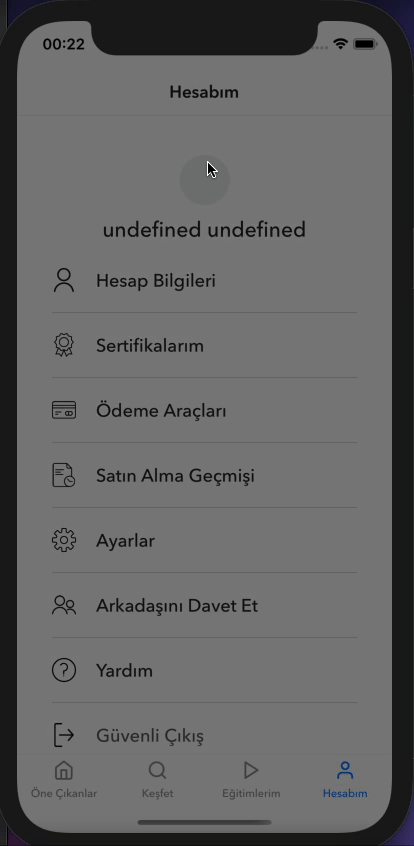 00:22
Hesabım
undefined undefined
Hesap Bilgileri
Sertifikalarım
Ödeme Araçları
Satın Alma Geçmişi
Ayarlar
Arkadaşını Davet Et
Yardım
Güvenli Çıkış
Öne Çıkanlar Keşfet Eğitimlerim Hesabım